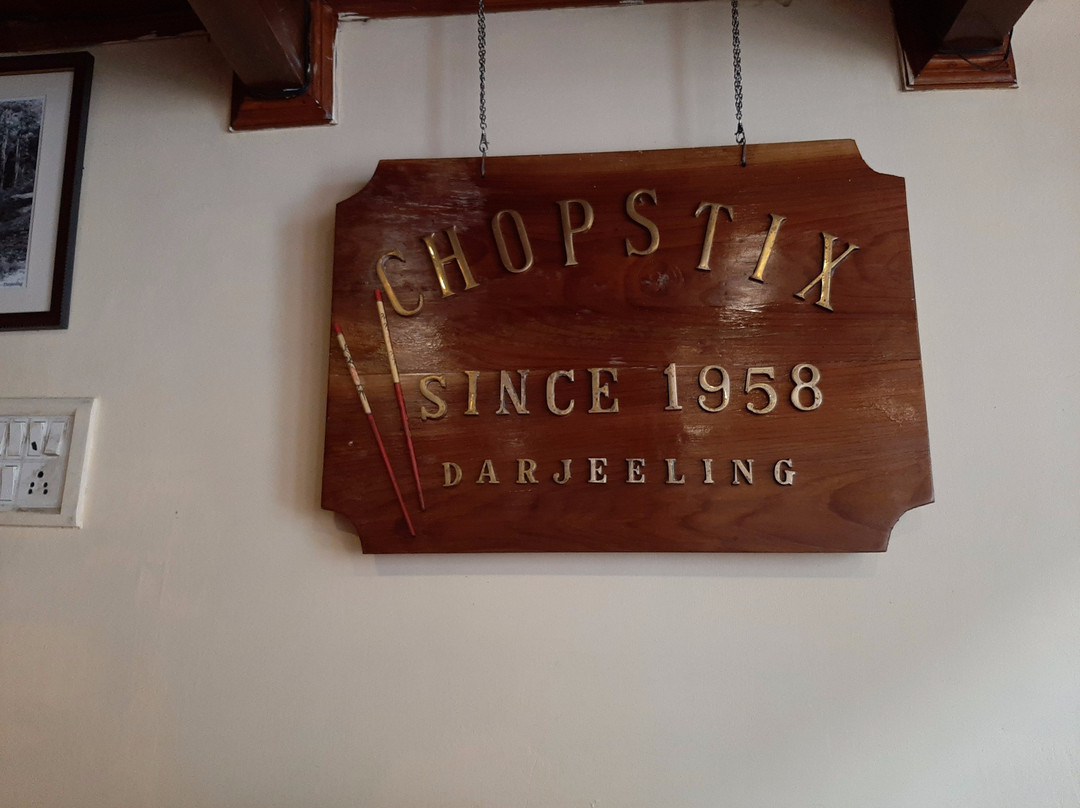 CHOPSTIX
SINCE 1958
DARJEELING